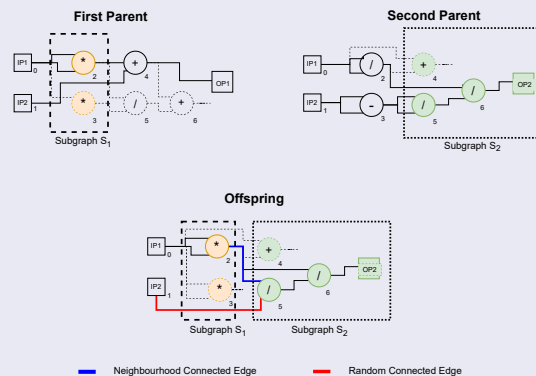 First Parent
IP1
0
*
2
+
4
OP1
IP2
1
*
3
/
5
+
6
Subgraph S1
Second Parent
IP1
0
/
2
+
4
OP2
IP2
1
-
3
/
5
/
6
Subgraph S2
Offspring
IP1
0
*
2
+
4
OP2
IP2
1
*
3
/
5
/
6
Subgraph S1
Subgraph S2
Neighbourhood Connected Edge
Random Connected Edge